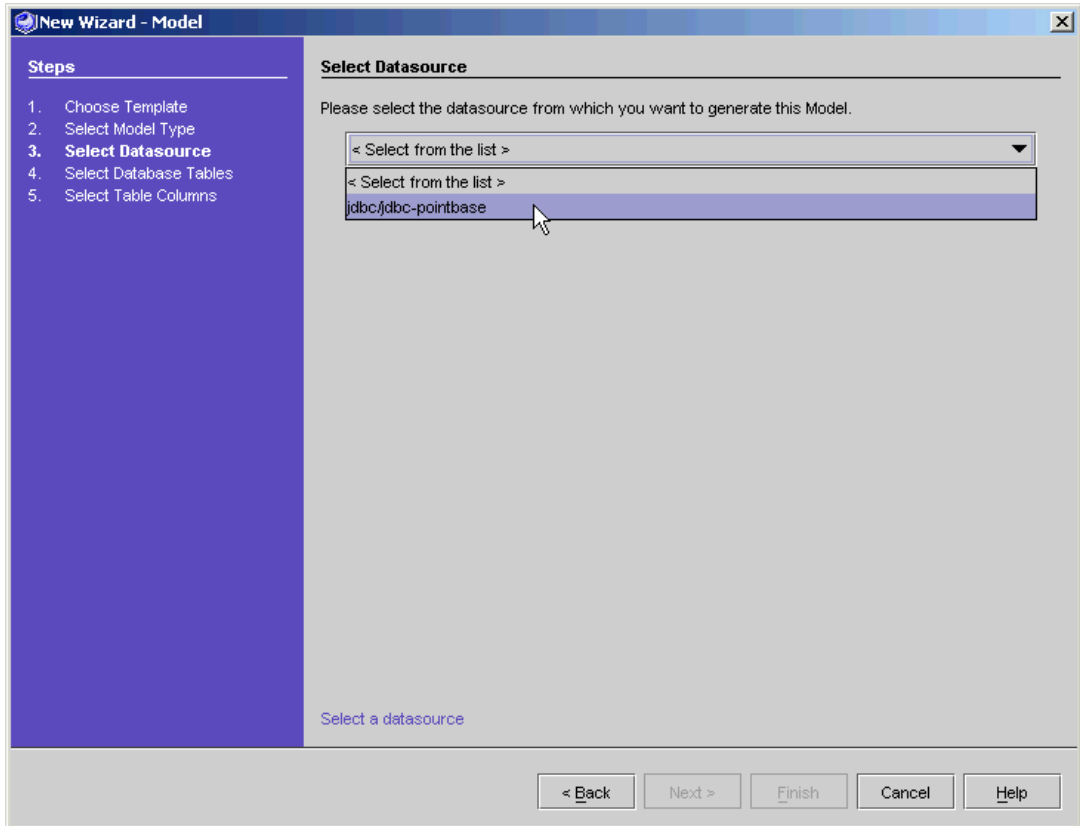 New Wizard - Model
Steps
1. Choose Template
2. Select Model Type
3. Select Datasource
4. Select Database Tables
5. Select Table Columns
Select Datasource
Please select the datasource from which you want to generate this Model.
< Select from the list >
< Select from the list >
jdbc/jdbc-pointbase
Select a datasource
< Back Next > Finish Cancel Help